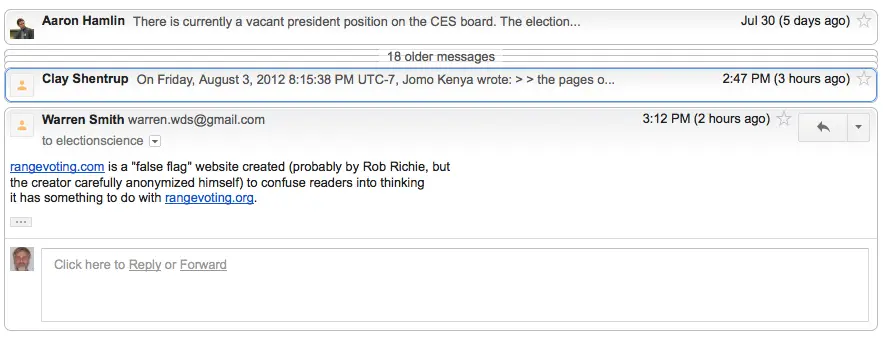 Aaron Hamlin There is currently a vacant president position on the CES board. The election... Jul 30 (5 days ago)
18 older messages
Clay Shentrup On Friday, August 3, 2012 8:15:38 PM UTC-7, Jomo Kenya wrote: > > the pages o... 2:47 PM (3 hours ago)
Warren Smith warren.wds@gmail.com 3:12 PM (2 hours ago)
to electionscience
rangevoting.com is a "false flag" website created (probably by Rob Richie, but
the creator carefully anonymized himself) to confuse readers into thinking
it has something to do with rangevoting.org.
...
Click here to Reply or Forward